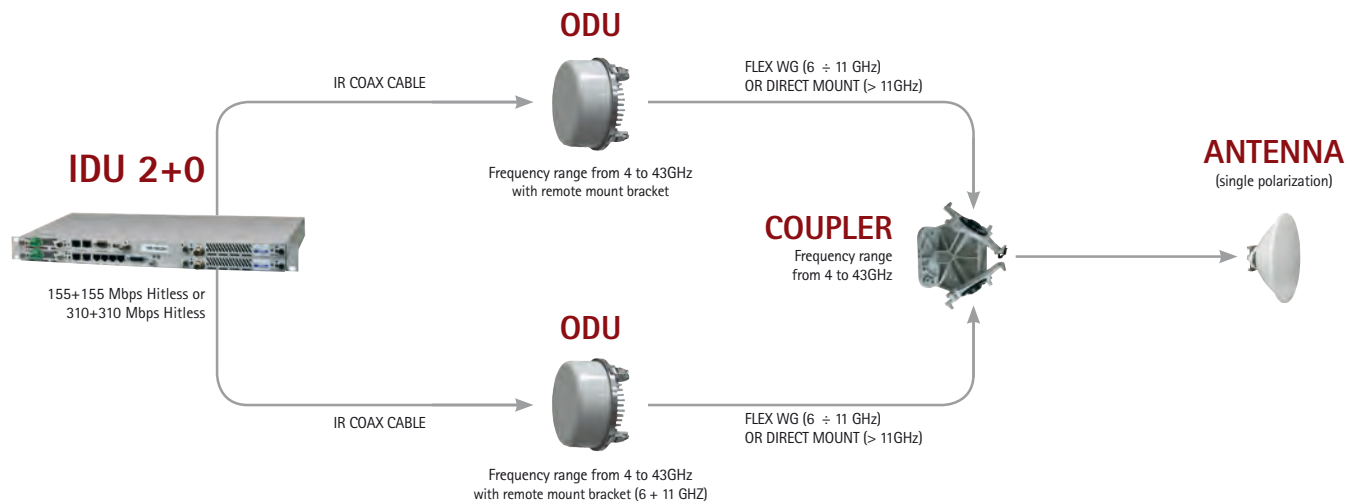 ODU
IR COAX CABLE
FLEX WG (6 ÷ 11 GHz)
OR DIRECT MOUNT (> 11GHz)
Frequency range from 4 to 43GHz
with remote mount bracket
IDU 2+0
155+155 Mbps Hitless or
310+310 Mbps Hitless
COUPLER
Frequency range
from 4 to 43GHz
ANTENNA
(single polarization)
ODU
IR COAX CABLE
FLEX WG (6 ÷ 11 GHz)
OR DIRECT MOUNT (> 11GHz)
Frequency range from 4 to 43GHz
with remote mount bracket (6 + 11 GHZ)